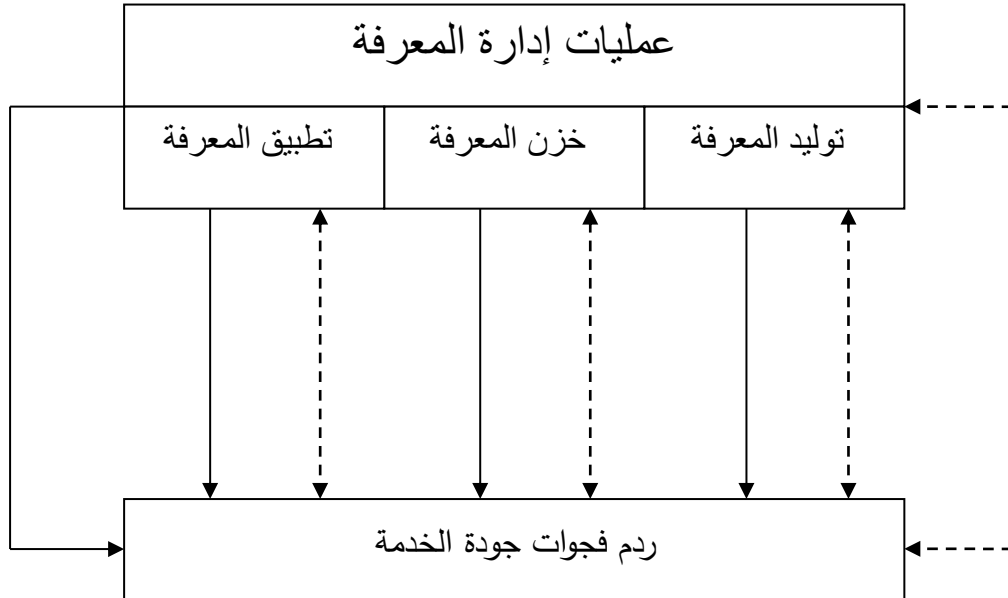 عمليات إدارة المعرفة
توليد المعرفة
خزن المعرفة
تطبيق المعرفة
ردم فجوات جودة الخدمة